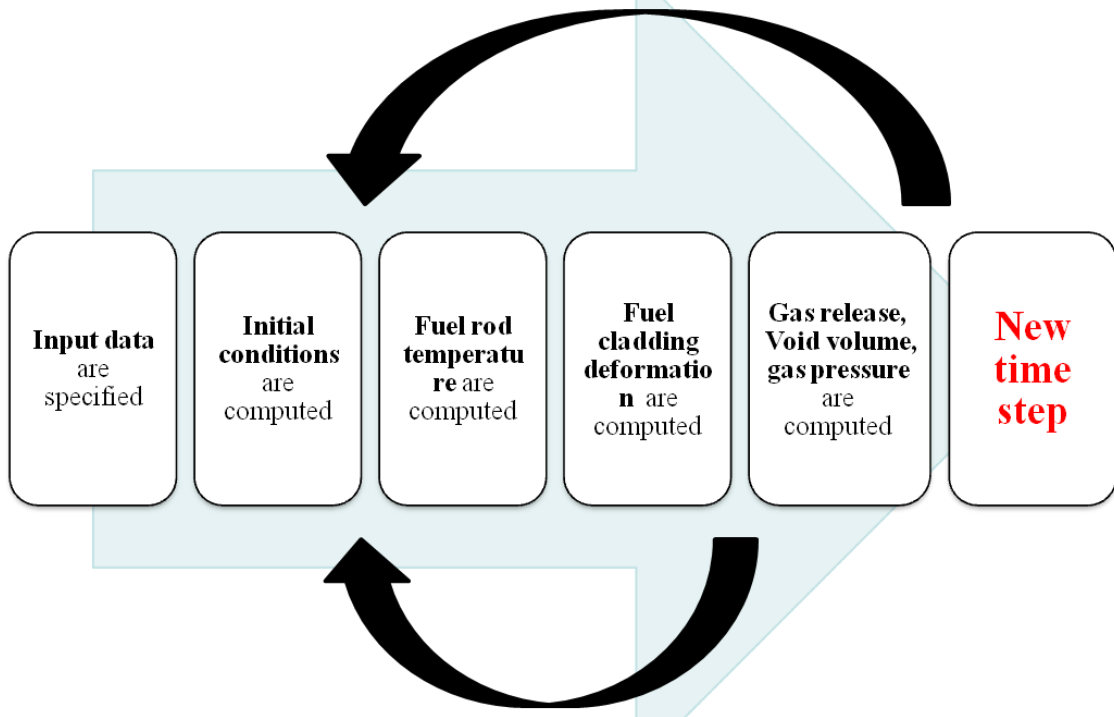 Input data
are
specified
Initial
conditions
are
computed
Fuel rod
temperatu
re are
computed
Fuel
cladding
deformatio
n are
computed
Gas release,
Void volume,
gas pressure
are
computed
New
time
step